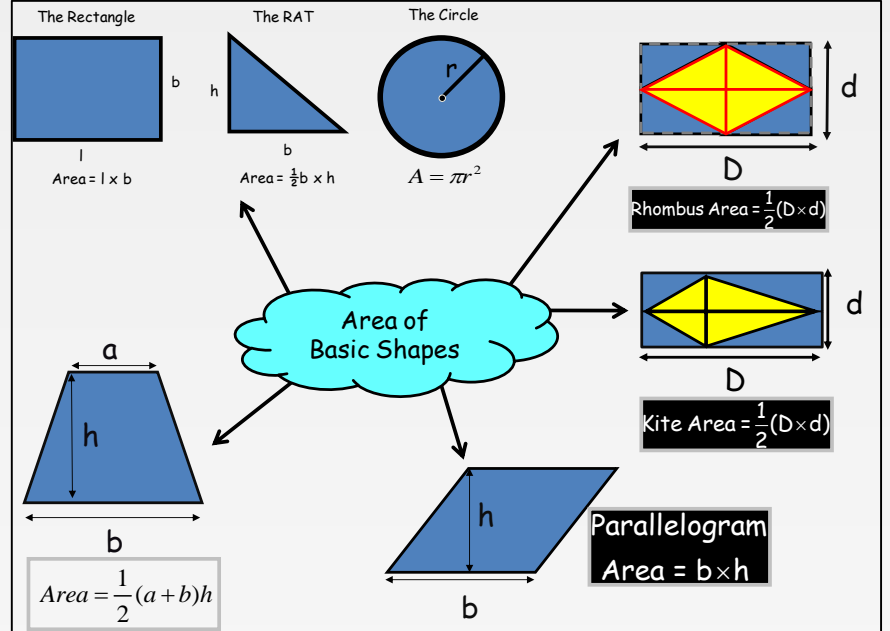 The Rectangle
The RAT
The Circle
b
l
Area = l x b
h
b
Area = ½b x h
r
A = πr²
d
D
Rhombus Area = 1/2 (D×d)
Area of
Basic Shapes
d
D
Kite Area = 1/2 (D×d)
a
h
b
Area = 1/2 (a + b)h
h
b
Parallelogram
Area = b×h